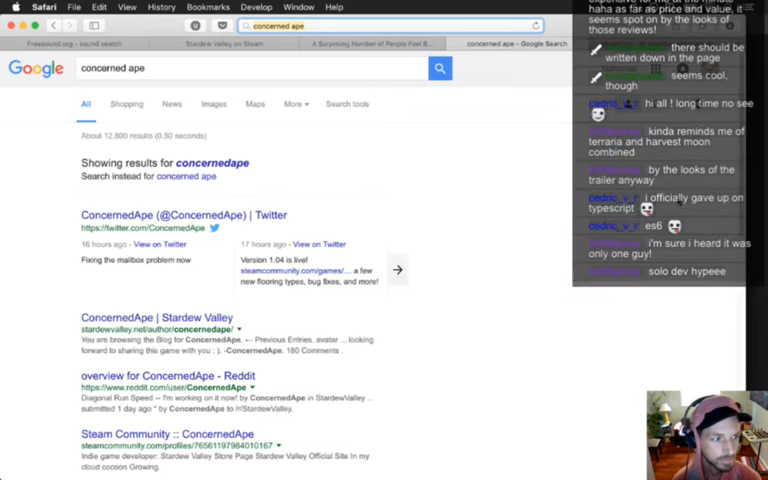 Safari File Edit View History Bookmarks Develop Window Help
concerned ape
Freesound.org - sound search
Stardew Valley on Steam
A Surprising Number of People Feel B...
concerned ape - Google Search
Google
concerned ape
All Shopping News Images Maps More Search tools
About 12,800 results (0.50 seconds)
Showing results for concernedape
Search instead for concerned ape
ConcernedApe (@ConcernedApe) | Twitter
https://twitter.com/ConcernedApe
16 hours ago - View on Twitter
Fixing the mailbox problem now
17 hours ago - View on Twitter
Version 1.04 is live!
steamcommunity.com/games/... a few
new flooring types, bug fixes, and more!
ConcernedApe | Stardew Valley
stardewvalley.net/author/concernedape/
You are browsing the Blog for ConcernedApe. ← Previous Entries. avatar ... looking
forward to sharing this game with you : ). -ConcernedApe. 180 Comments .
overview for ConcernedApe - Reddit
https://www.reddit.com/user/ConcernedApe
Diagonal Run Speed -- I'm working on it now! by ConcernedApe in StardewValley ...
submitted 1 day ago * by ConcernedApe to /r/StardewValley.
Steam Community :: ConcernedApe
steamcommunity.com/profiles/76561197984010167
Indie game developer: Stardew Valley Store Page Stardew Valley Official Site In my
cloud cocoon Growing.
haha as far as price and value, it
seems spot on by the looks of
those reviews!
there should be
written down in the page
seems cool,
though
cedric_v_r: hi all ! long time no see
kinda reminds me of
terraria and harvest moon
combined
by the looks of the
trailer anyway
cedric_v_r: i officially gave up on
typescript
cedric_v_r: es6
i'm sure i heard it was
only one guy!
solo dev hypeee